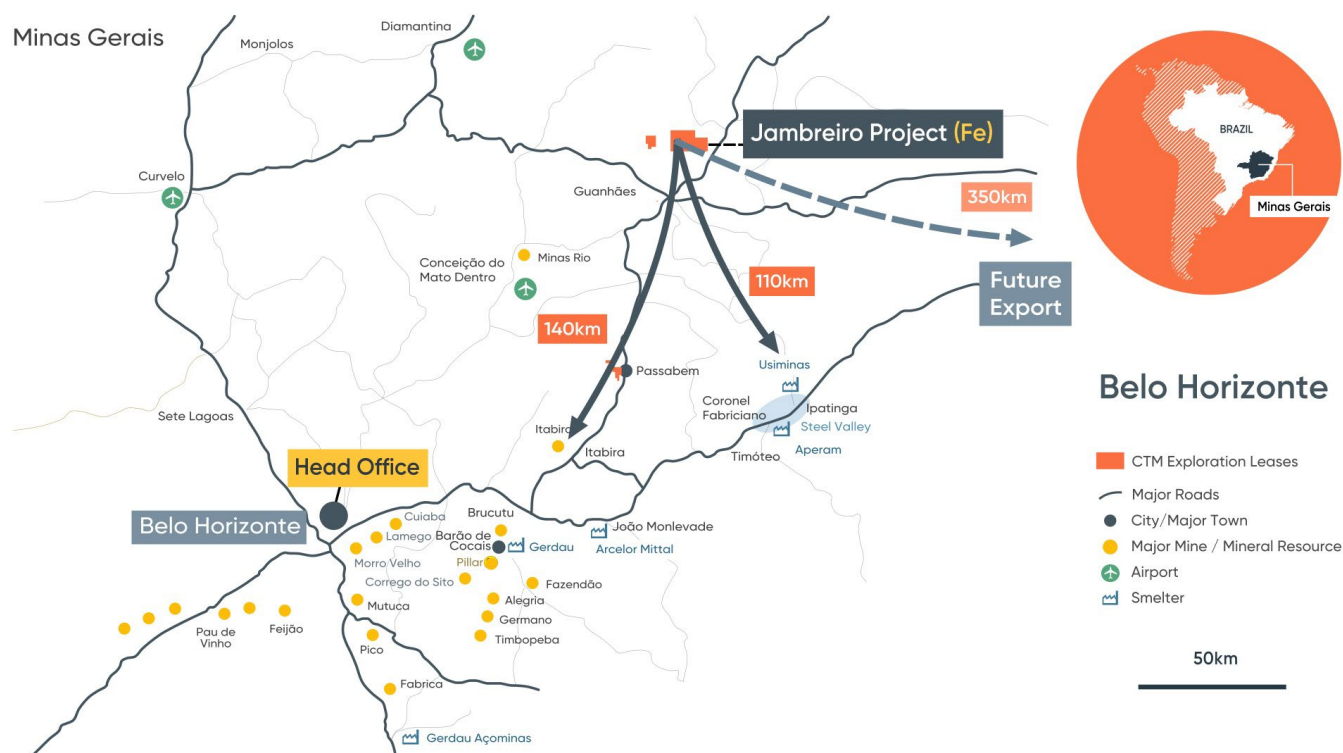 Minas Gerais
Diamantina
Monjolos
Jambreiro Project (Fe)
BRAZIL
Minas Gerais
Curvelo
Guanhães
350km
Conceição do
Mato Dentro
Minas Rio
110km
Future
Export
140km
Usiminas
Passabem
Belo Horizonte
Coronel
Fabriciano
Ipatinga
Steel Valley
Sete Lagoas
Itabira
Itabira
Timóteo
Aperam
CTM Exploration Leases
Head Office
Major Roads
Belo Horizonte
Cuiaba
Brucutu
City/Major Town
Lamego
Barão de
Cocais
Gerdau
João Monlevade
Arcelor Mittal
Major Mine / Mineral Resource
Morro Velho
Pillar
Airport
Corrego do Sito
Fazendão
Smelter
Mutuca
Alegria
Pau de
Vinho
Feijão
Germano
Pico
Timbopeba
50km
Fabrica
Gerdau Açominas